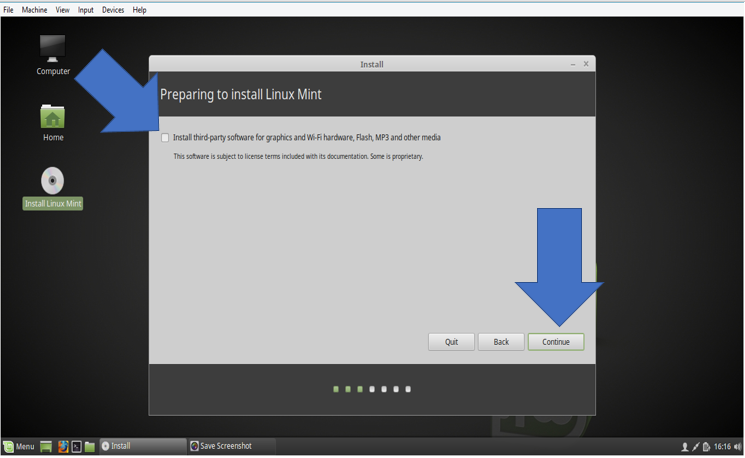 File Machine View Input Devices Help
Computer
Home
Install Linux Mint
Install
Preparing to install Linux Mint
Install third-party software for graphics and Wi-Fi hardware, Flash, MP3 and other media
This software is subject to license terms included with its documentation. Some is proprietary.
Quit Back Continue
Menu Install Save Screenshot 16:16